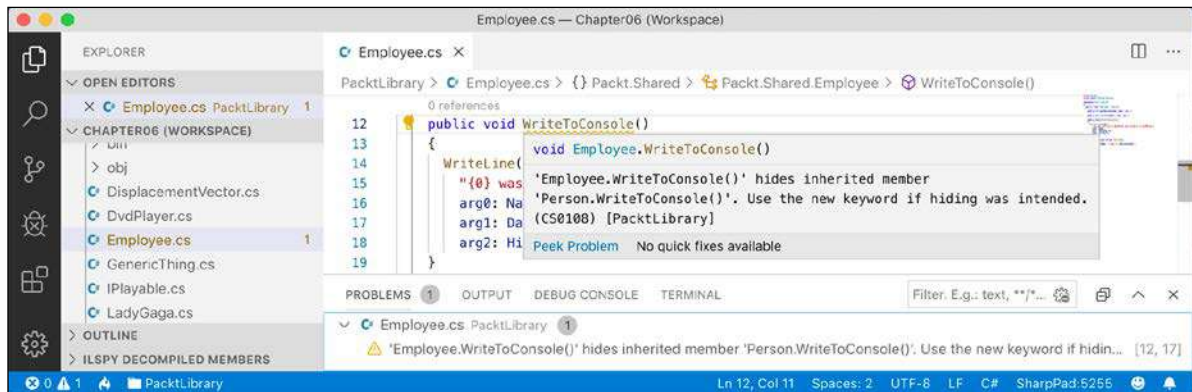 Employee.cs — Chapter06 (Workspace)
EXPLORER
OPEN EDITORS
Employee.cs PacktLibrary 1
CHAPTER06 (WORKSPACE)
bin
obj
DisplacementVector.cs
DvdPlayer.cs
Employee.cs 1
GenericThing.cs
IPlayable.cs
LadyGaga.cs
OUTLINE
ILSPY DECOMPILED MEMBERS
Employee.cs
PacktLibrary > Employee.cs > {} Packt.Shared > Packt.Shared.Employee > WriteToConsole()
0 references
12 public void WriteToConsole()
13 {
14 WriteLine(
15 "{0} was
16 arg0: Na
17 arg1: Da
18 arg2: Hi
19 }
void Employee.WriteToConsole()
'Employee.WriteToConsole()' hides inherited member
'Person.WriteToConsole()'. Use the new keyword if hiding was intended.
(CS0108) [PacktLibrary]
Peek Problem No quick fixes available
PROBLEMS 1 OUTPUT DEBUG CONSOLE TERMINAL Filter. E.g.: text, **/*...
Employee.cs PacktLibrary 1
'Employee.WriteToConsole()' hides inherited member 'Person.WriteToConsole()'. Use the new keyword if hidin... [12, 17]
0 1 PacktLibrary Ln 12, Col 11 Spaces: 2 UTF-8 LF C# SharpPad:5255